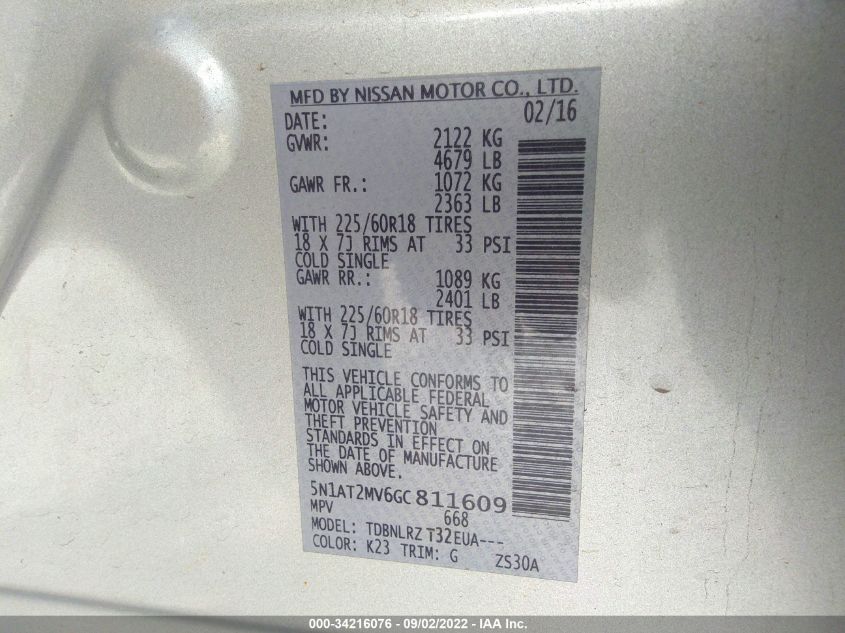 MFD BY NISSAN MOTOR CO., LTD.
DATE: 02/16
GVWR: 2122 KG
4679 LB
GAWR FR.: 1072 KG
2363 LB
WITH 225/60R18 TIRES
18 X 7J RIMS AT 33 PSI
COLD SINGLE
GAWR RR.: 1089 KG
2401 LB
WITH 225/60R18 TIRES
18 X 7J RIMS AT 33 PSI
COLD SINGLE
THIS VEHICLE CONFORMS TO
ALL APPLICABLE FEDERAL
MOTOR VEHICLE SAFETY AND
THEFT PREVENTION
STANDARDS IN EFFECT ON
THE DATE OF MANUFACTURE
SHOWN ABOVE.
5N1AT2MV6GC811609
MPV 668
MODEL: TDBNLRZ T32EUA---
COLOR: K23 TRIM: G ZS30A
000-34216076 - 09/02/2022 - IAA Inc.